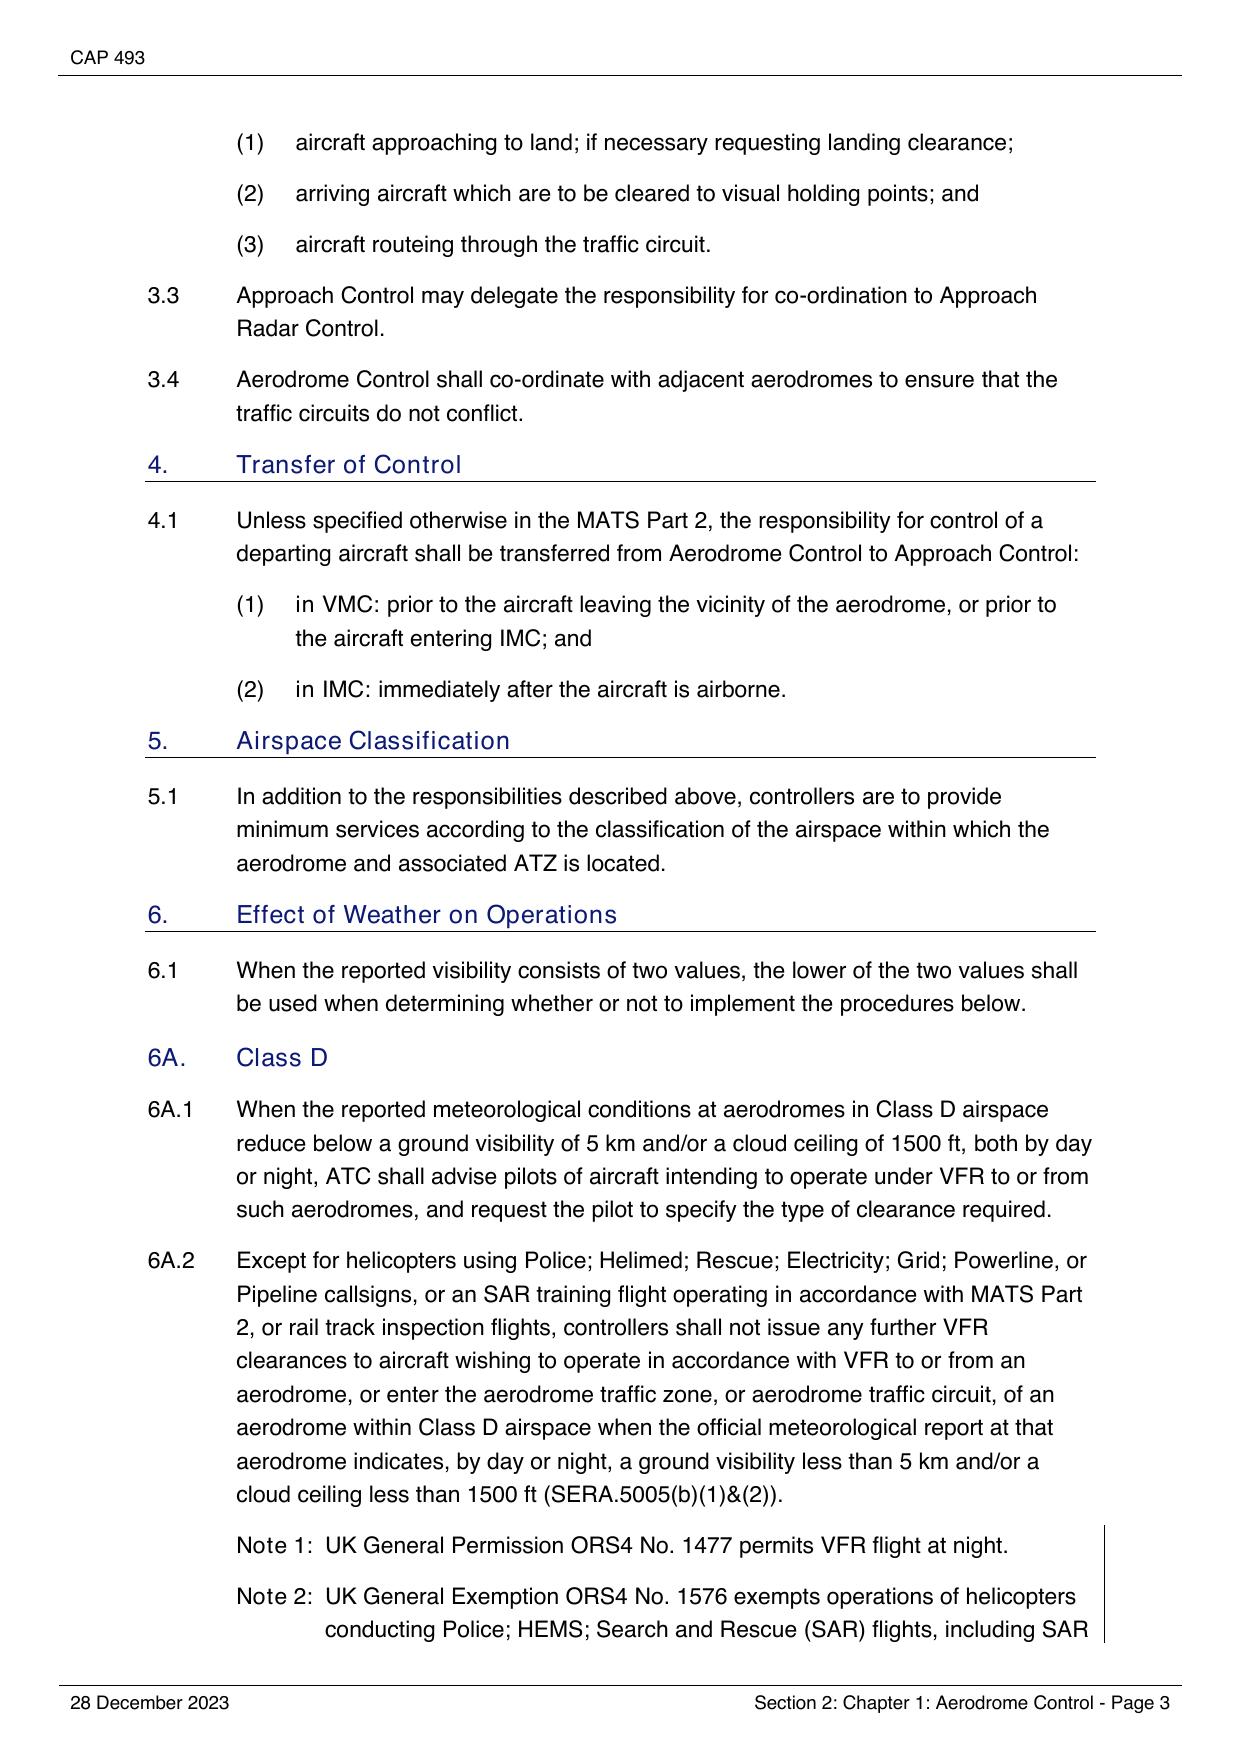 CAP 493
(1) aircraft approaching to land; if necessary requesting landing clearance;
(2) arriving aircraft which are to be cleared to visual holding points; and
(3) aircraft routeing through the traffic circuit.
3.3 Approach Control may delegate the responsibility for co-ordination to Approach
Radar Control.
3.4 Aerodrome Control shall co-ordinate with adjacent aerodromes to ensure that the
traffic circuits do not conflict.
4. Transfer of Control
4.1 Unless specified otherwise in the MATS Part 2, the responsibility for control of a
departing aircraft shall be transferred from Aerodrome Control to Approach Control:
(1) in VMC: prior to the aircraft leaving the vicinity of the aerodrome, or prior to
the aircraft entering IMC; and
(2) in IMC: immediately after the aircraft is airborne.
5. Airspace Classification
5.1 In addition to the responsibilities described above, controllers are to provide
minimum services according to the classification of the airspace within which the
aerodrome and associated ATZ is located.
6. Effect of Weather on Operations
6.1 When the reported visibility consists of two values, the lower of the two values shall
be used when determining whether or not to implement the procedures below.
6A. Class D
6A.1 When the reported meteorological conditions at aerodromes in Class D airspace
reduce below a ground visibility of 5 km and/or a cloud ceiling of 1500 ft, both by day
or night, ATC shall advise pilots of aircraft intending to operate under VFR to or from
such aerodromes, and request the pilot to specify the type of clearance required.
6A.2 Except for helicopters using Police; Helimed; Rescue; Electricity; Grid; Powerline, or
Pipeline callsigns, or an SAR training flight operating in accordance with MATS Part
2, or rail track inspection flights, controllers shall not issue any further VFR
clearances to aircraft wishing to operate in accordance with VFR to or from an
aerodrome, or enter the aerodrome traffic zone, or aerodrome traffic circuit, of an
aerodrome within Class D airspace when the official meteorological report at that
aerodrome indicates, by day or night, a ground visibility less than 5 km and/or a
cloud ceiling less than 1500 ft (SERA.5005(b)(1)&(2)).
Note 1: UK General Permission ORS4 No. 1477 permits VFR flight at night.
Note 2: UK General Exemption ORS4 No. 1576 exempts operations of helicopters
conducting Police; HEMS; Search and Rescue (SAR) flights, including SAR
28 December 2023 Section 2: Chapter 1: Aerodrome Control - Page 3